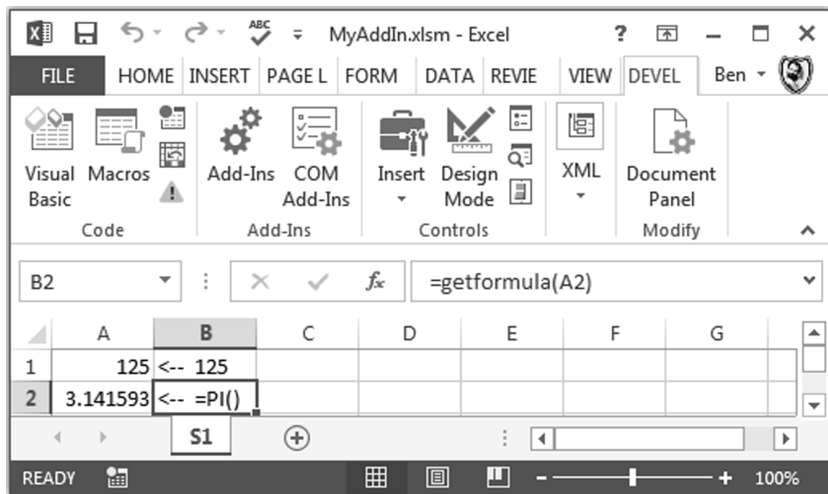 ABC
MyAddIn.xlsm - Excel
?
FILE HOME INSERT PAGE L FORM DATA REVIE VIEW DEVEL Ben
Visual Basic
Macros
Add-Ins
COM Add-Ins
Insert
Design Mode
XML
Document Panel
Code Add-Ins Controls Modify
B2 fx =getformula(A2)
A B C D E F G
1 125 <-- 125
2 3.141593 <-- =PI()
S1
READY 100%